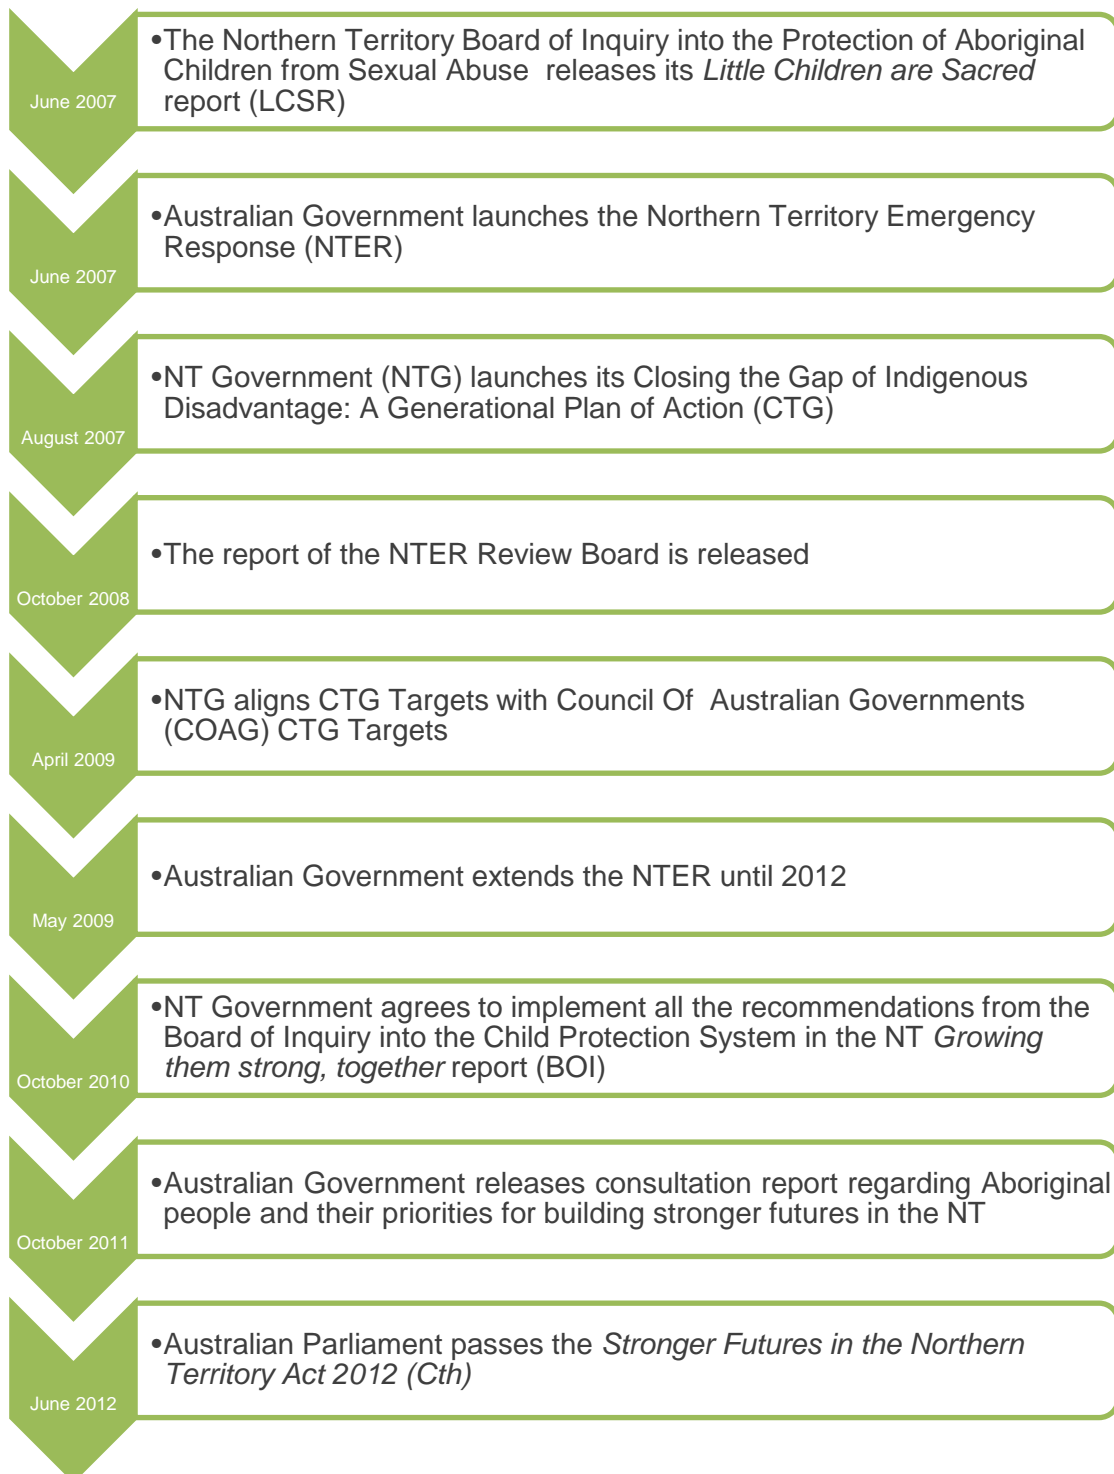 June 2007
•The Northern Territory Board of Inquiry into the Protection of Aboriginal
Children from Sexual Abuse  releases its Little Children are Sacred
report (LCSR)
June 2007
•Australian Government launches the Northern Territory Emergency
Response (NTER)
August 2007
•NT Government (NTG) launches its Closing the Gap of Indigenous
Disadvantage: A Generational Plan of Action (CTG)
October 2008
•The report of the NTER Review Board is released
April 2009
•NTG aligns CTG Targets with Council Of  Australian Governments
(COAG) CTG Targets
May 2009
•Australian Government extends the NTER until 2012
October 2010
•NT Government agrees to implement all the recommendations from the
Board of Inquiry into the Child Protection System in the NT Growing
them strong, together report (BOI)
October 2011
•Australian Government releases consultation report regarding Aboriginal
people and their priorities for building stronger futures in the NT
June 2012
•Australian Parliament passes the Stronger Futures in the Northern
Territory Act 2012 (Cth)